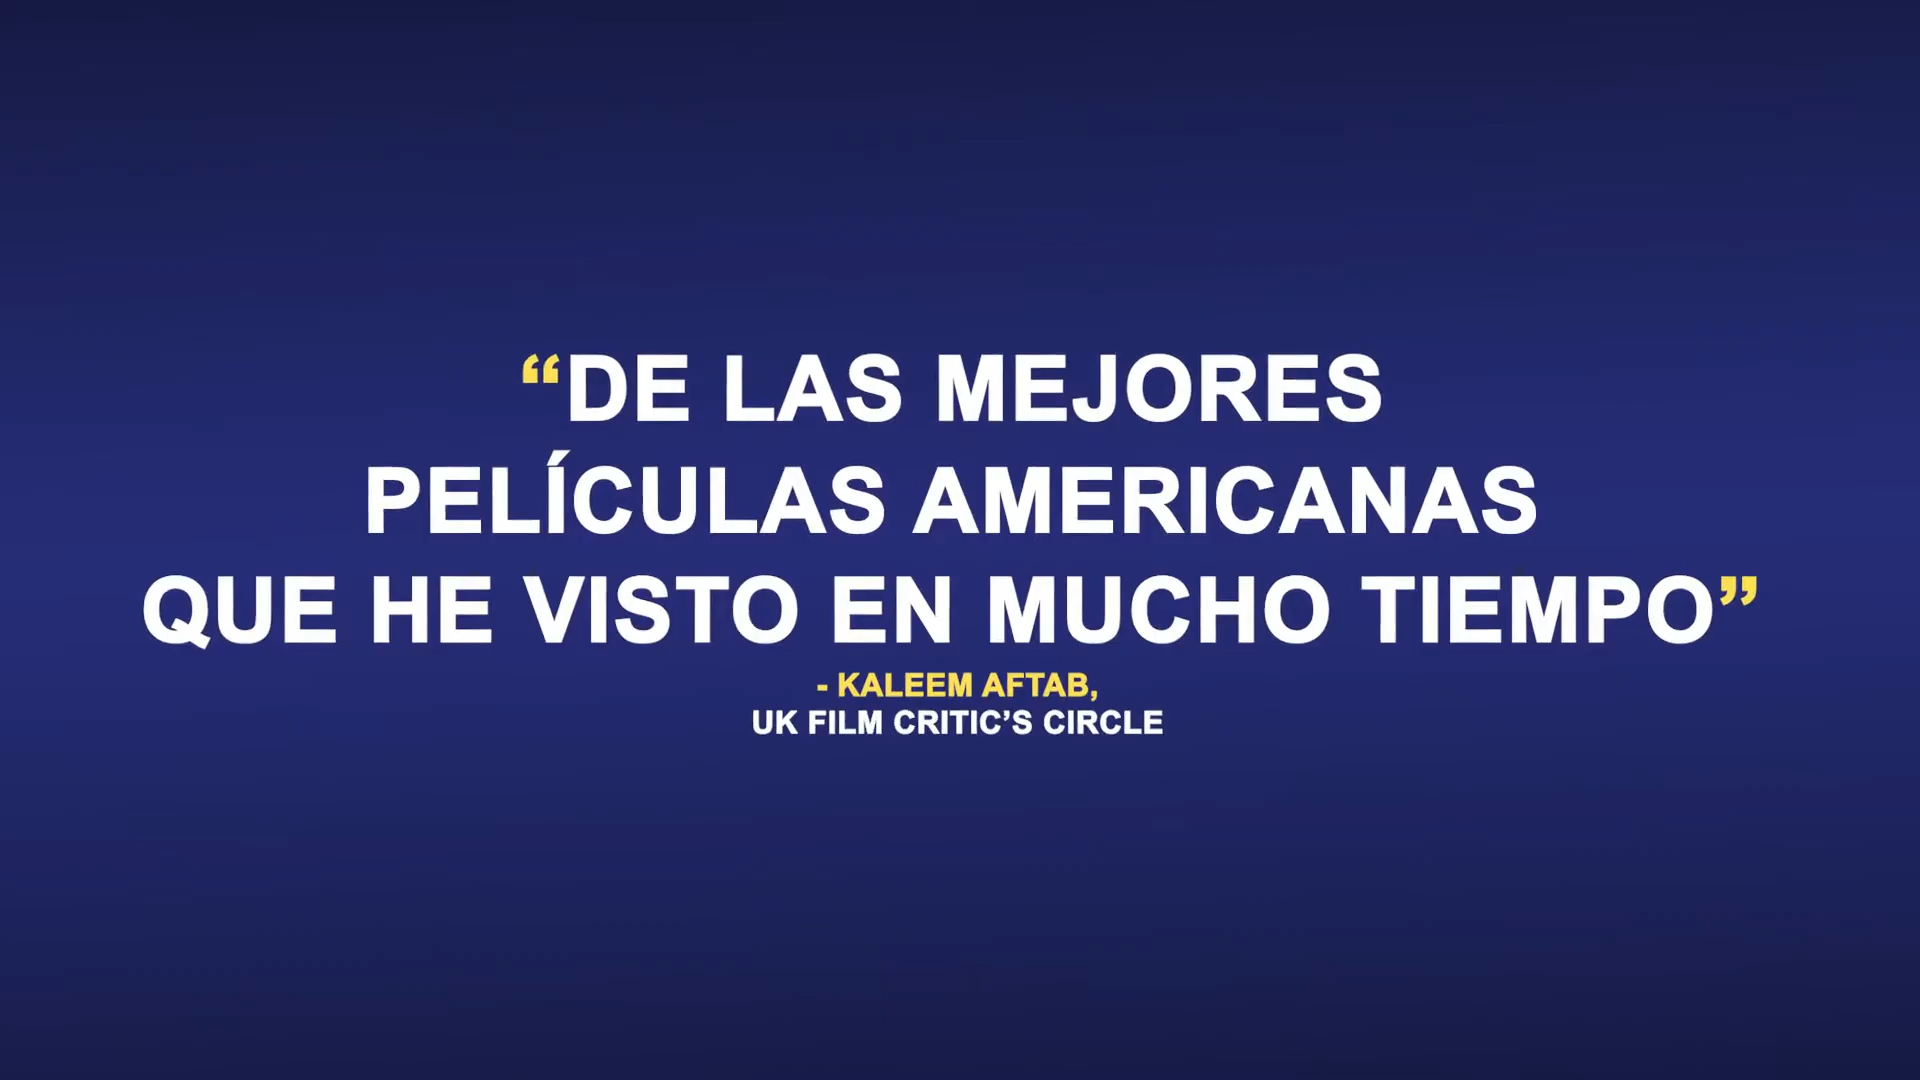 “DE LAS MEJORES
PELÍCULAS AMERICANAS
QUE HE VISTO EN MUCHO TIEMPO”
- KALEEM AFTAB,
UK FILM CRITIC’S CIRCLE